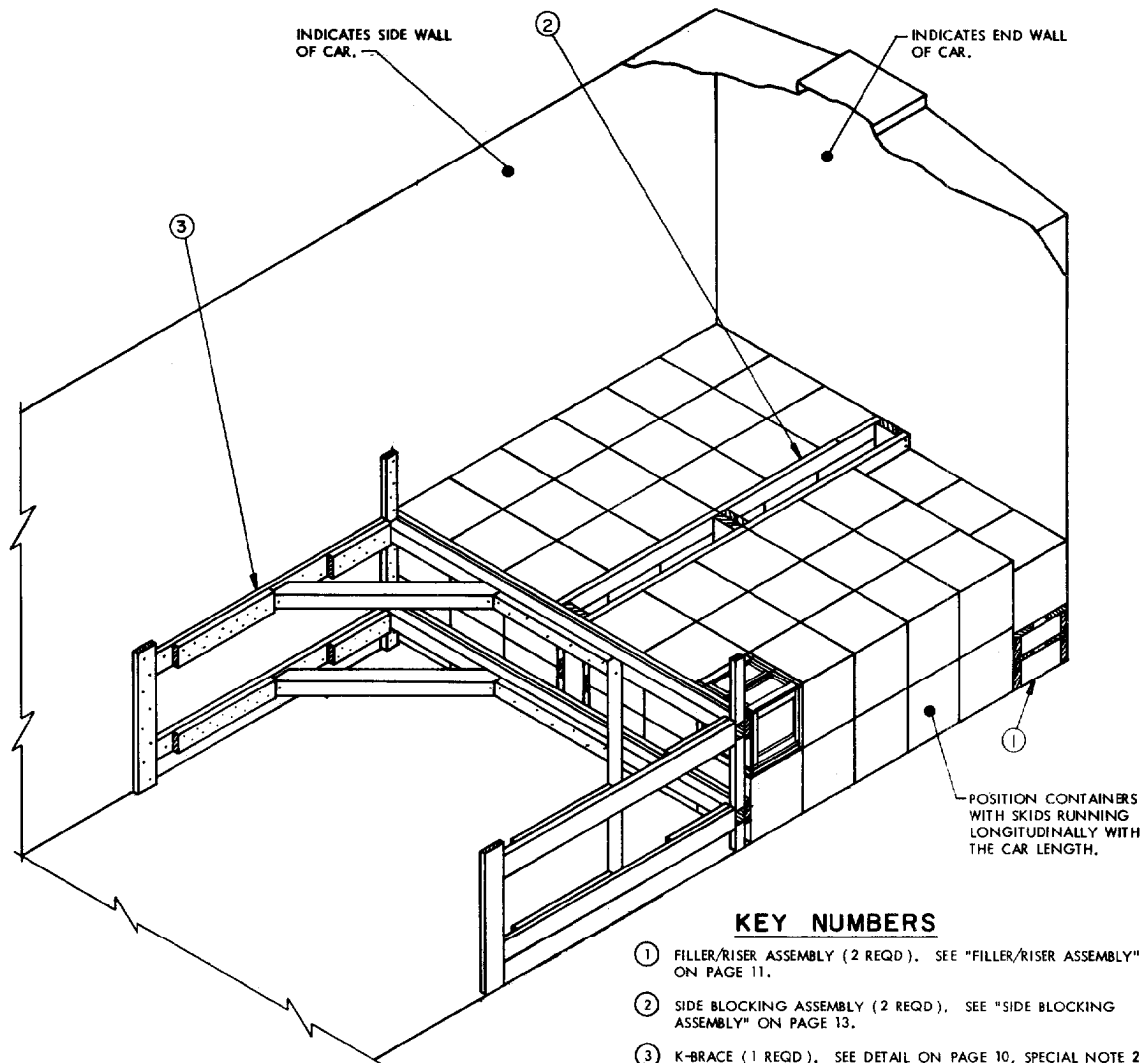 INDICATES SIDE WALL
OF CAR.
2
INDICATES END WALL
OF CAR.
3
1
POSITION CONTAINERS
WITH SKIDS RUNNING
LONGITUDINALLY WITH
THE CAR LENGTH.
KEY NUMBERS
1 FILLER/RISER ASSEMBLY (2 REQD). SEE "FILLER/RISER ASSEMBLY"
ON PAGE 11.
2 SIDE BLOCKING ASSEMBLY (2 REQD). SEE "SIDE BLOCKING
ASSEMBLY" ON PAGE 13.
3 K-BRACE (1 REQD). SEE DETAIL ON PAGE 10, SPECIAL NOTE 2